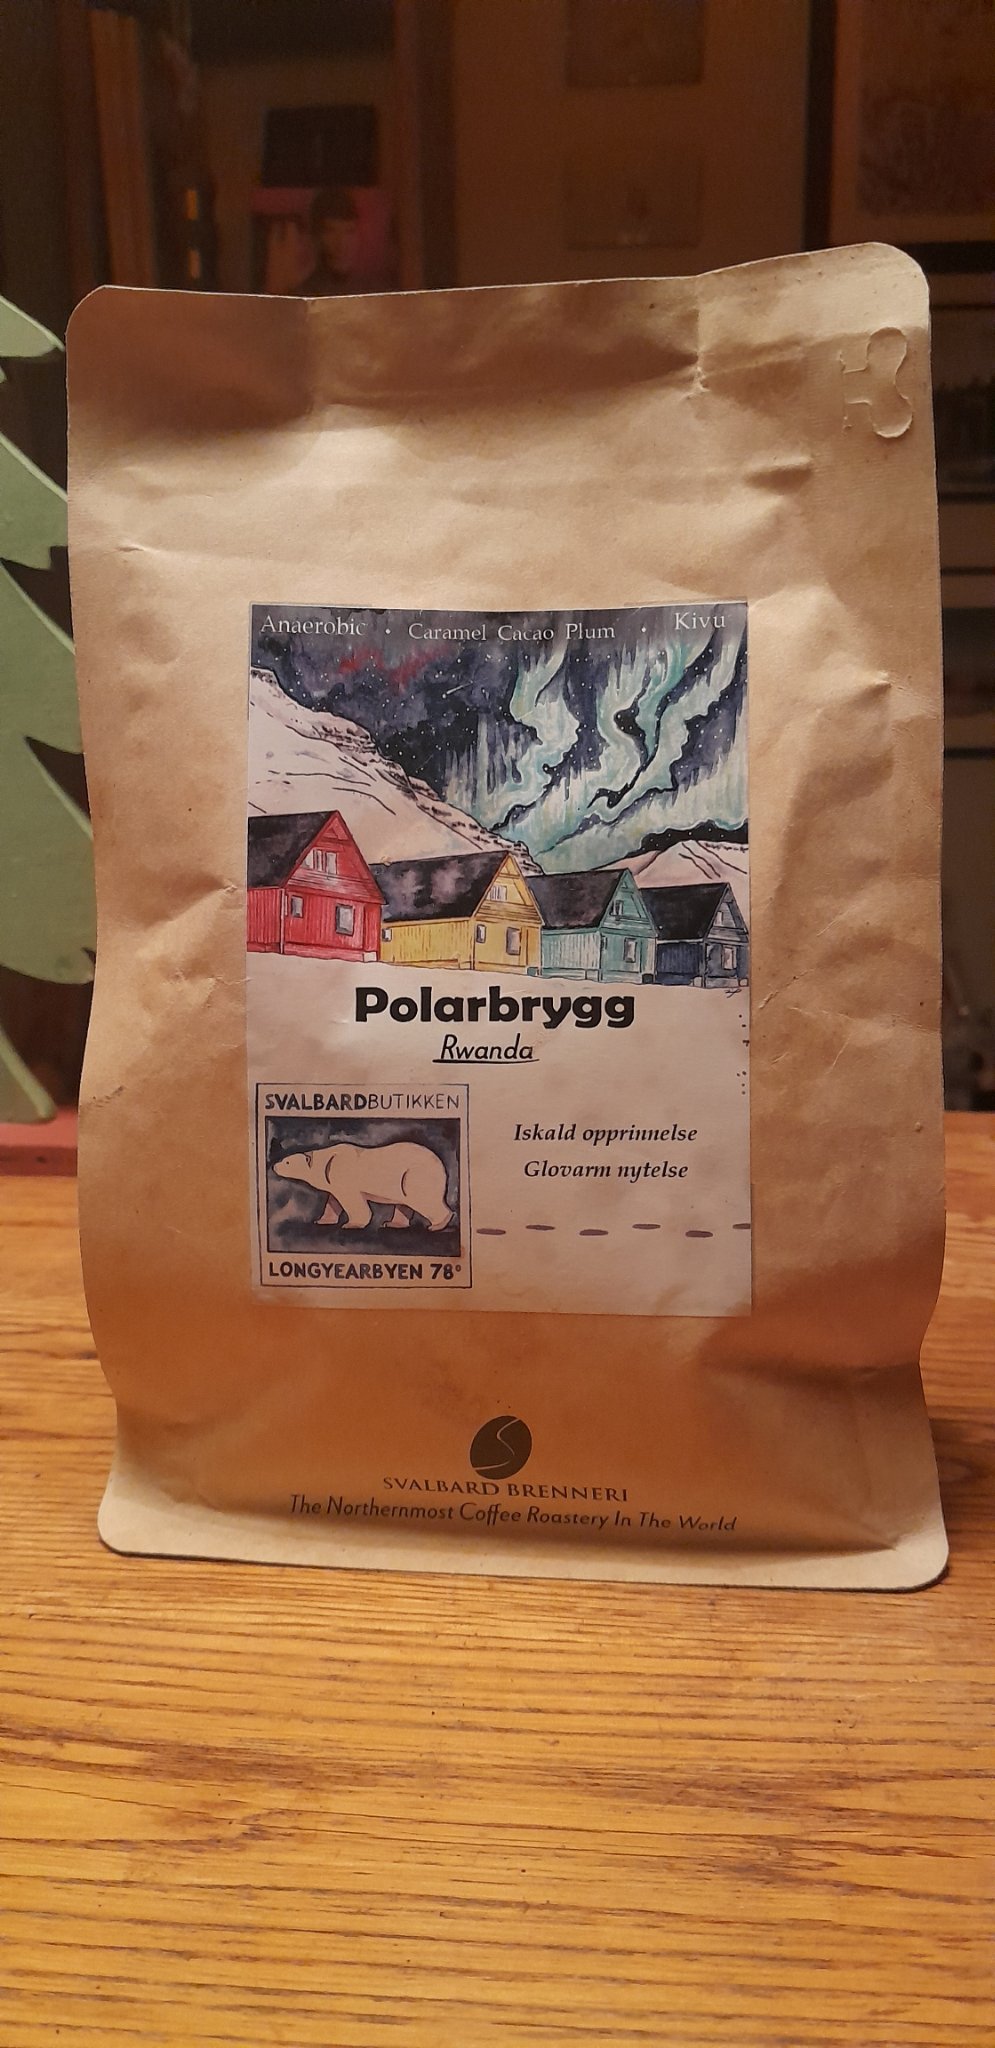 Anaerobic • Caramel Cacao Plum • Kivu
Polarbrygg
Rwanda
SVALBARDBUTIKKEN
LONGYEARBYEN 78°
Iskald opprinnelse
Glovarm nytelse
SVALBARD BRENNERI
The Northernmost Coffee Roastery In The World